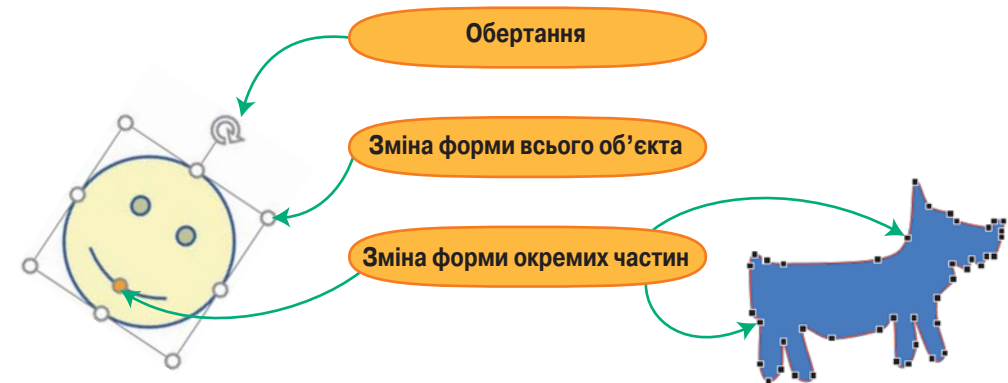 Обертання
Зміна форми всього об’єкта
Зміна форми окремих частин